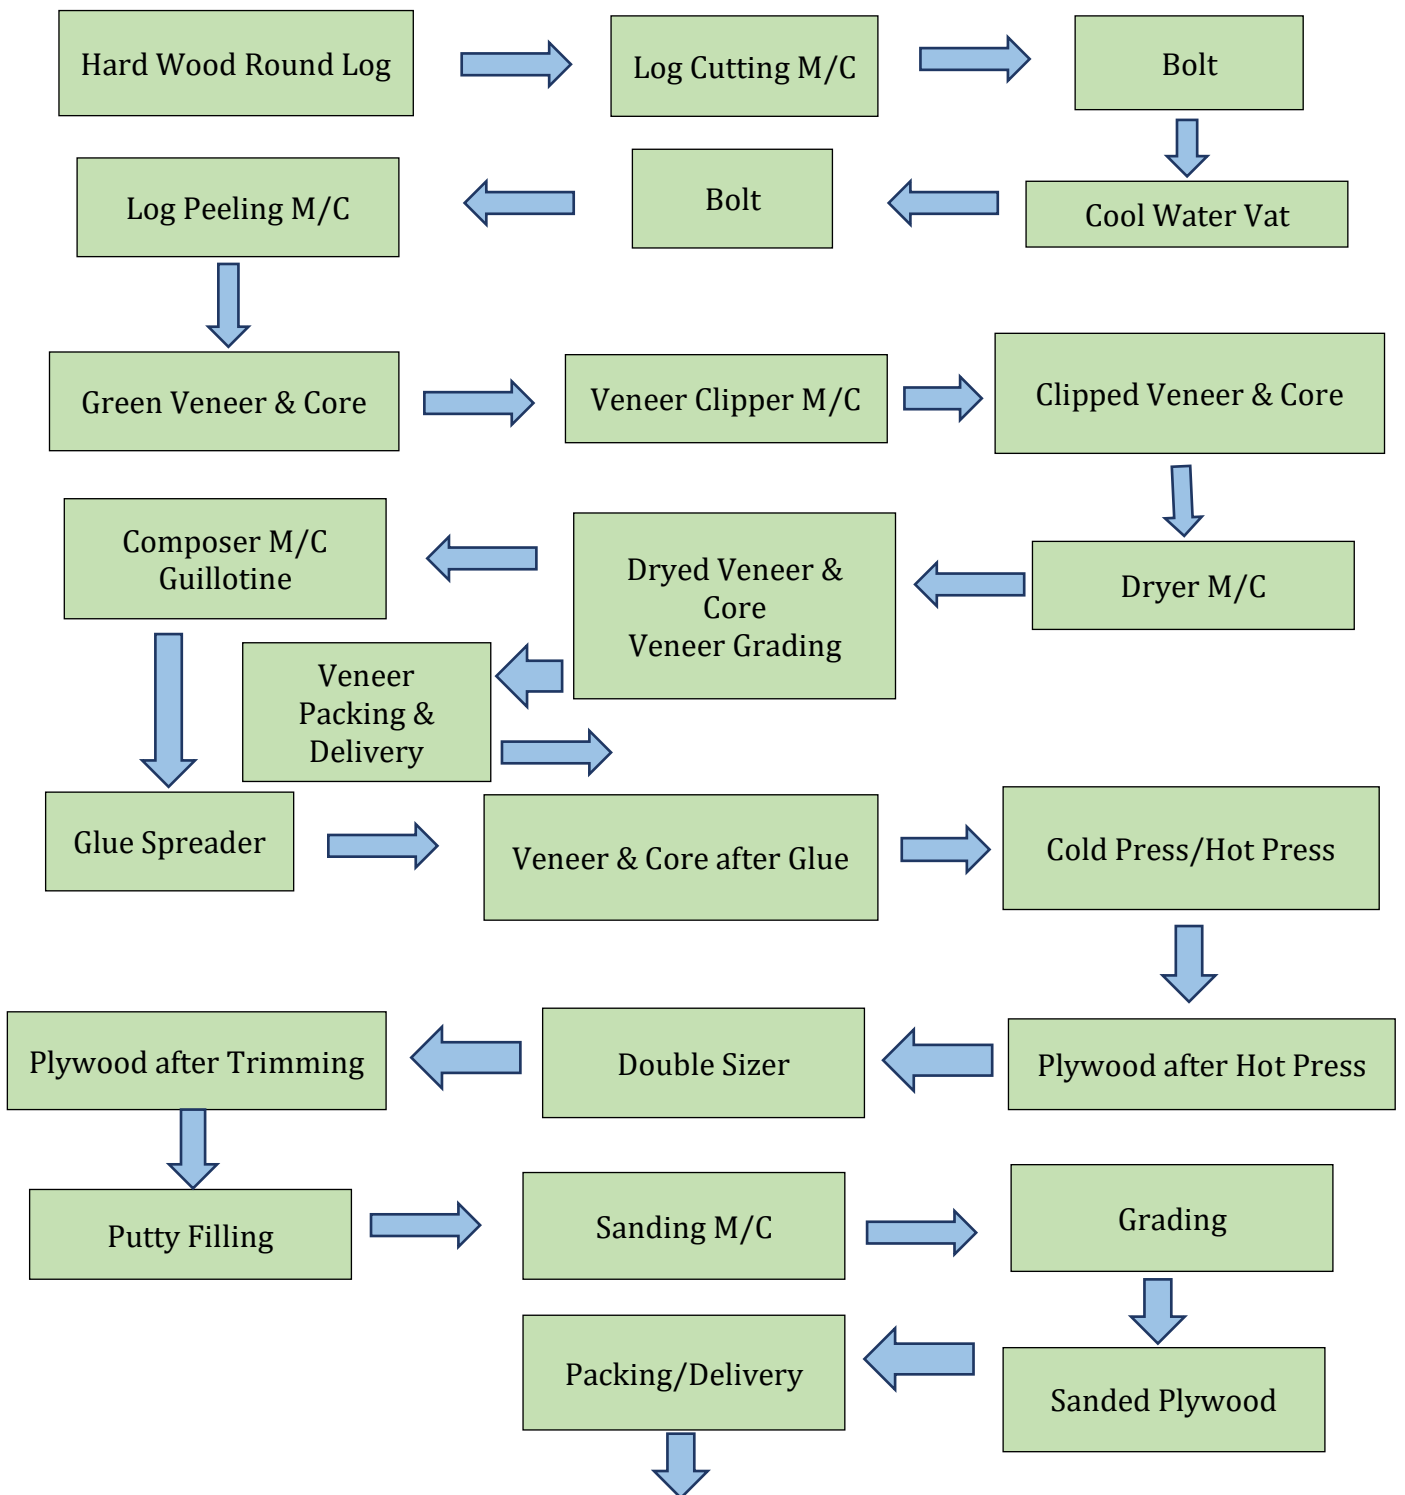 Hard Wood Round Log
Log Cutting M/C
Bolt
Log Peeling M/C
Bolt
Cool Water Vat
Green Veneer & Core
Veneer Clipper M/C
Clipped Veneer & Core
Composer M/C
Guillotine
Dryed Veneer &
Core
Veneer Grading
Dryer M/C
Veneer
Packing &
Delivery
Glue Spreader
Veneer & Core after Glue
Cold Press/Hot Press
Plywood after Trimming
Double Sizer
Plywood after Hot Press
Putty Filling
Sanding M/C
Grading
Packing/Delivery
Sanded Plywood